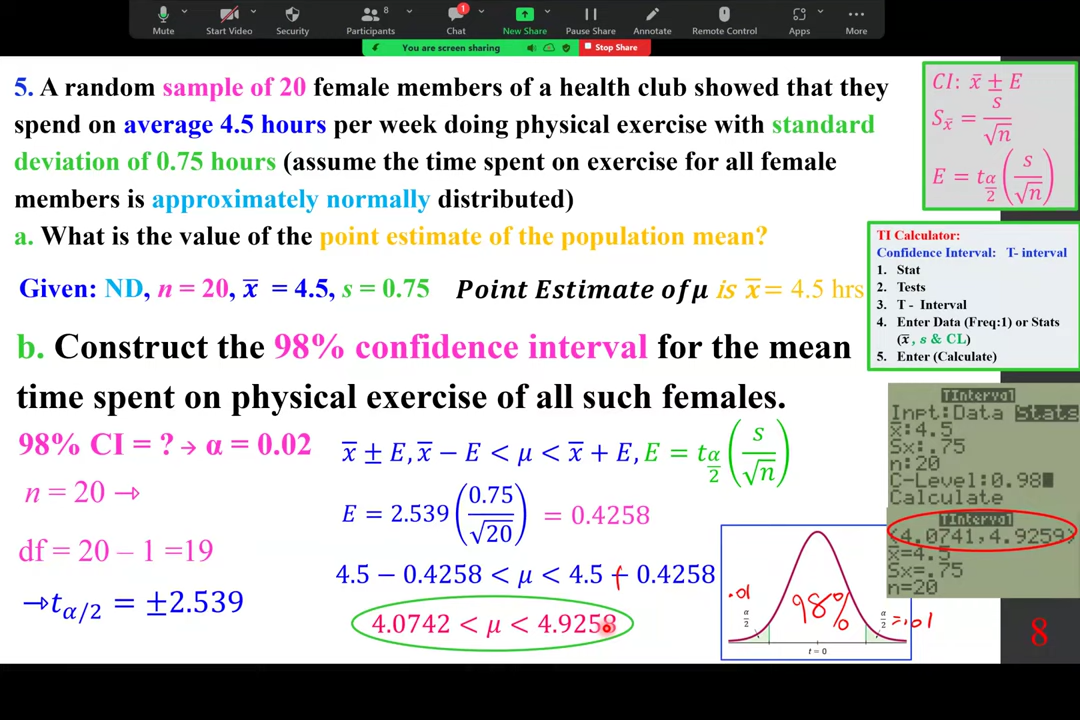 Mute
Start Video
Security
8
Participants
1
Chat
New Share
Pause Share
Annotate
Remote Control
Apps
More
You are screen sharing
Stop Share
5. A random sample of 20 female members of a health club showed that they
spend on average 4.5 hours per week doing physical exercise with standard
deviation of 0.75 hours (assume the time spent on exercise for all female
members is approximately normally distributed)
a. What is the value of the point estimate of the population mean?
Given: ND, n = 20, x̅ = 4.5, s = 0.75
Point Estimate of μ is x̅ = 4.5 hrs
b. Construct the 98% confidence interval for the mean
time spent on physical exercise of all such females.
98% CI = ? → α = 0.02
n = 20 →
df = 20 – 1 =19
→ t_{α/2} = ±2.539
x̅ ± E, x̅ − E < μ < x̅ + E, E = t_{α/2} (s/√n)
E = 2.539 (0.75/√20) = 0.4258
4.5 − 0.4258 < μ < 4.5 + 0.4258
4.0742 < μ < 4.9258
CI: x̅ ± E
S_x̅ = s/√n
E = t_{α/2} (s/√n)
TI Calculator:
Confidence Interval: T- interval
1. Stat
2. Tests
3. T - Interval
4. Enter Data (Freq:1) or Stats
(x̅ , s & CL)
5. Enter (Calculate)
TInterval
Inpt:Data Stats
x̅:4.5
Sx:.75
n:20
C-Level:0.98
Calculate
TInterval
(4.0741,4.9259)
x̅=4.5
Sx=.75
n=20
.01
α/2
98%
α/2 =.01
t = 0
8